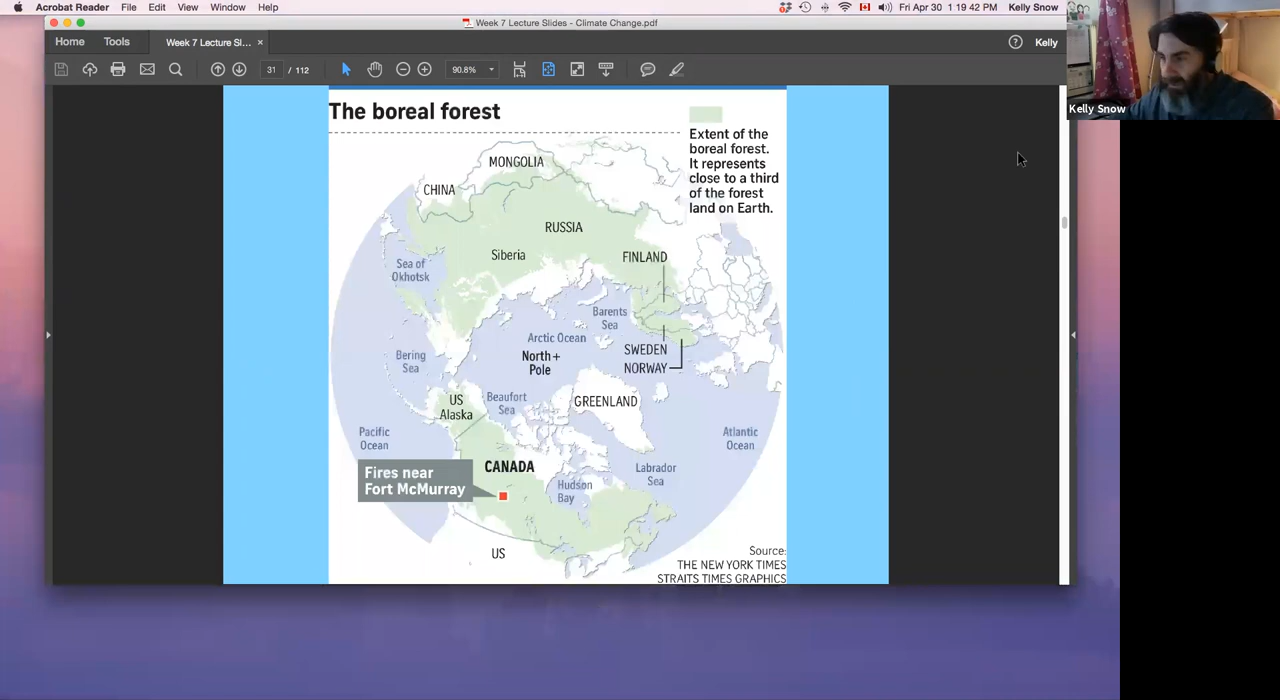 Acrobat Reader File Edit View Window Help Fri Apr 30 1 19 42 PM Kelly Snow
Week 7 Lecture Slides - Climate Change.pdf
Home Tools Week 7 Lecture Sl... × Kelly
31 / 112 90.8%
Kelly Snow
The boreal forest
Extent of the
boreal forest.
It represents
close to a third
of the forest
land on Earth.
MONGOLIA
CHINA
RUSSIA
Siberia
FINLAND
Sea of
Okhotsk
Barents
Sea
Arctic Ocean
North +
Pole
SWEDEN
NORWAY
Bering
Sea
US
Alaska
Beaufort
Sea
GREENLAND
Pacific
Ocean
Atlantic
Ocean
CANADA
Labrador
Sea
Fires near
Fort McMurray
Hudson
Bay
US
Source:
THE NEW YORK TIMES
STRAITS TIMES GRAPHICS